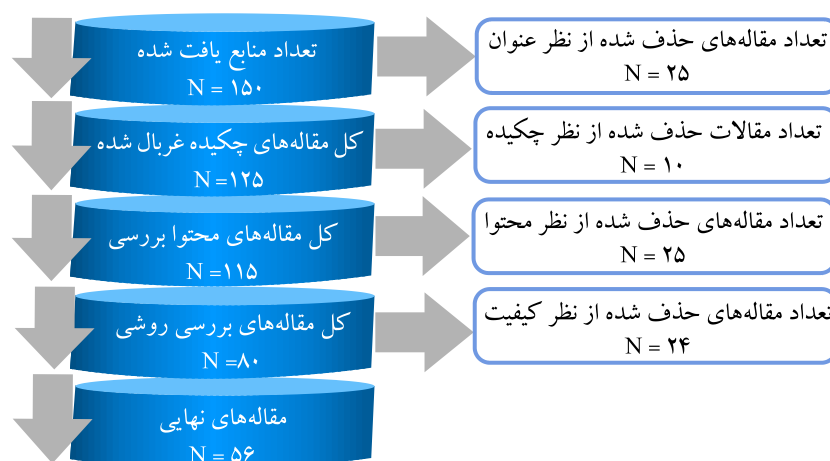 تعداد منابع یافت شده
N = ۱۵۰
تعداد مقاله‌های حذف شده از نظر عنوان
N = ۲۵
کل مقاله‌های چکیده غربال شده
N =۱۲۵
تعداد مقالات حذف شده از نظر چکیده
N = ۱۰
کل مقاله‌های محتوا بررسی
N =۱۱۵
تعداد مقاله‌های حذف شده از نظر محتوا
N = ۲۵
کل مقاله‌های بررسی روشی
N =۸۰
تعداد مقاله‌های حذف شده از نظر کیفیت
N = ۲۴
مقاله‌های نهایی
N = ۵۶